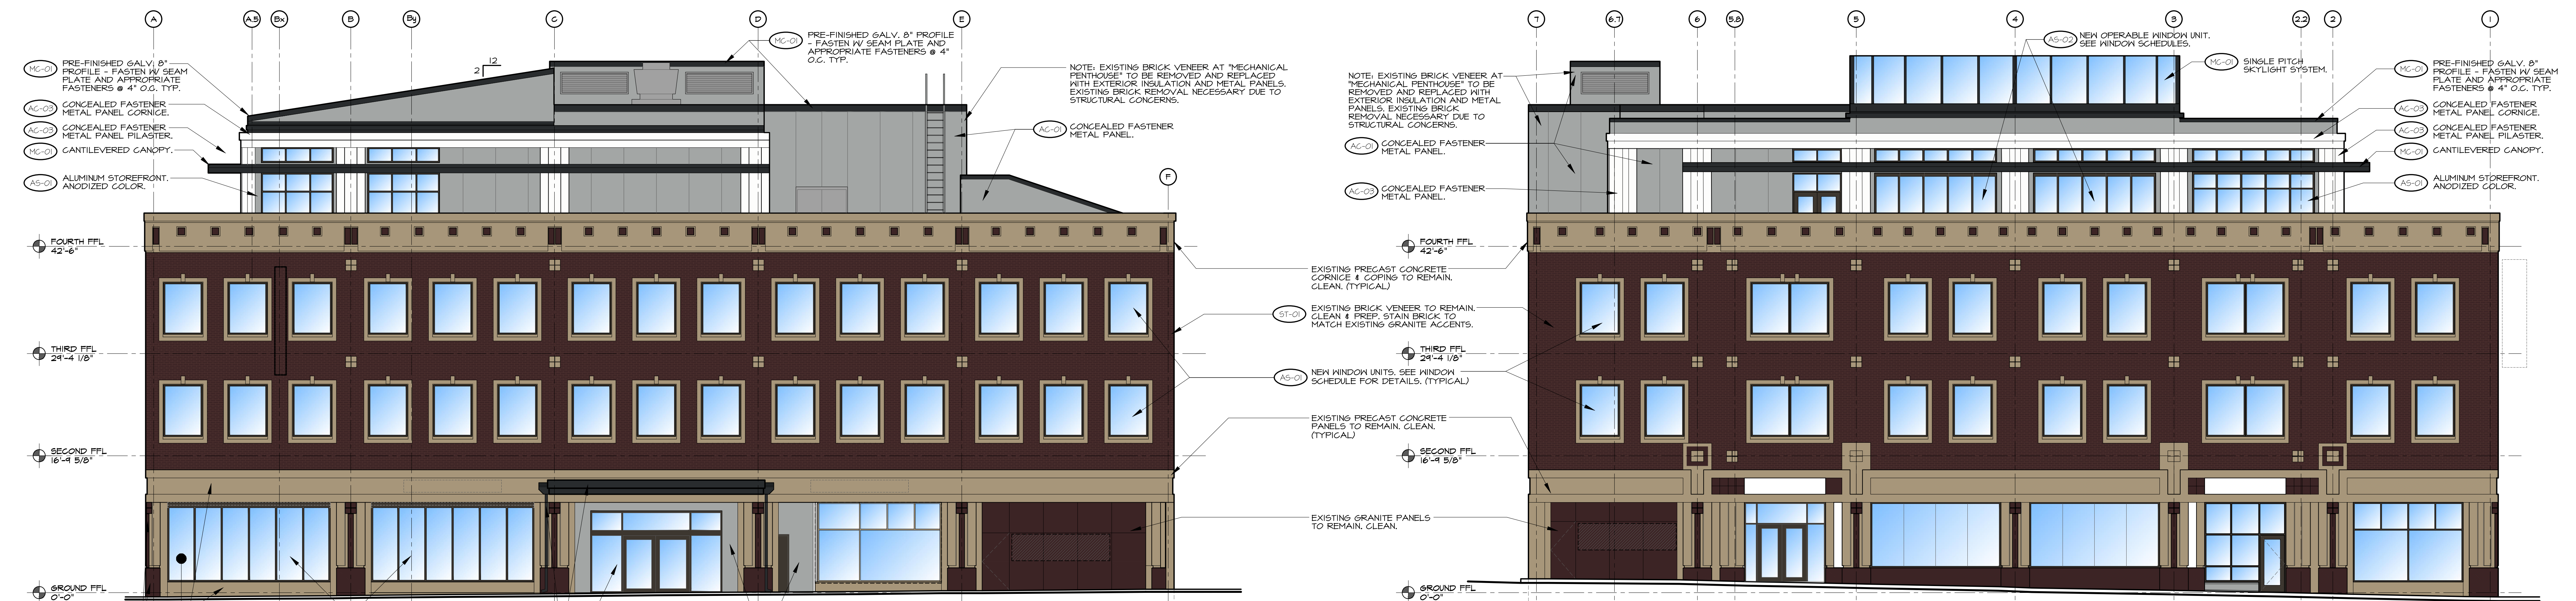 A
A.5
Bx
B
By
C
D
E
F
12
2
MC-01
PRE-FINISHED GALV. 8"
PROFILE - FASTEN W/ SEAM
PLATE AND APPROPRIATE
FASTENERS @ 4" O.C. TYP.
AC-03
CONCEALED FASTENER
METAL PANEL CORNICE.
AC-03
CONCEALED FASTENER
METAL PANEL PILASTER.
MC-01
CANTILEVERED CANOPY.
AS-01
ALUMINUM STOREFRONT.
ANODIZED COLOR.
MC-01
PRE-FINISHED GALV. 8" PROFILE
- FASTEN W/ SEAM PLATE AND
APPROPRIATE FASTENERS @ 4"
O.C. TYP.
NOTE: EXISTING BRICK VENEER AT "MECHANICAL
PENTHOUSE" TO BE REMOVED AND REPLACED
WITH EXTERIOR INSULATION AND METAL PANELS.
EXISTING BRICK REMOVAL NECESSARY DUE TO
STRUCTURAL CONCERNS.
AC-01
CONCEALED FASTENER
METAL PANEL.
FOURTH FFL
42'-6"
THIRD FFL
29'-4 1/8"
SECOND FFL
16'-9 5/8"
GROUND FFL
0'-0"
EXISTING PRECAST CONCRETE
CORNICE & COPING TO REMAIN.
CLEAN. (TYPICAL)
ST-01
EXISTING BRICK VENEER TO REMAIN.
CLEAN & PREP. STAIN BRICK TO
MATCH EXISTING GRANITE ACCENTS.
AS-01
NEW WINDOW UNITS. SEE WINDOW
SCHEDULE FOR DETAILS. (TYPICAL)
EXISTING PRECAST CONCRETE
PANELS TO REMAIN. CLEAN.
(TYPICAL)
EXISTING GRANITE PANELS
TO REMAIN. CLEAN.
7
6.7
6
5.8
5
4
3
2.2
2
1
NOTE: EXISTING BRICK VENEER AT
"MECHANICAL PENTHOUSE" TO BE
REMOVED AND REPLACED WITH
EXTERIOR INSULATION AND METAL
PANELS. EXISTING BRICK
REMOVAL NECESSARY DUE TO
STRUCTURAL CONCERNS.
AC-01
CONCEALED FASTENER
METAL PANEL.
AC-03
CONCEALED FASTENER
METAL PANEL.
AS-02
NEW OPERABLE WINDOW UNIT.
SEE WINDOW SCHEDULES.
MC-01
SINGLE PITCH
SKYLIGHT SYSTEM.
MC-01
PRE-FINISHED GALV. 8"
PROFILE - FASTEN W/ SEAM
PLATE AND APPROPRIATE
FASTENERS @ 4" O.C. TYP.
AC-03
CONCEALED FASTENER
METAL PANEL CORNICE.
AC-03
CONCEALED FASTENER
METAL PANEL PILASTER.
MC-01
CANTILEVERED CANOPY.
AS-01
ALUMINUM STOREFRONT.
ANODIZED COLOR.
FOURTH FFL
42'-6"
THIRD FFL
29'-4 1/8"
SECOND FFL
16'-9 5/8"
GROUND FFL
0'-0"